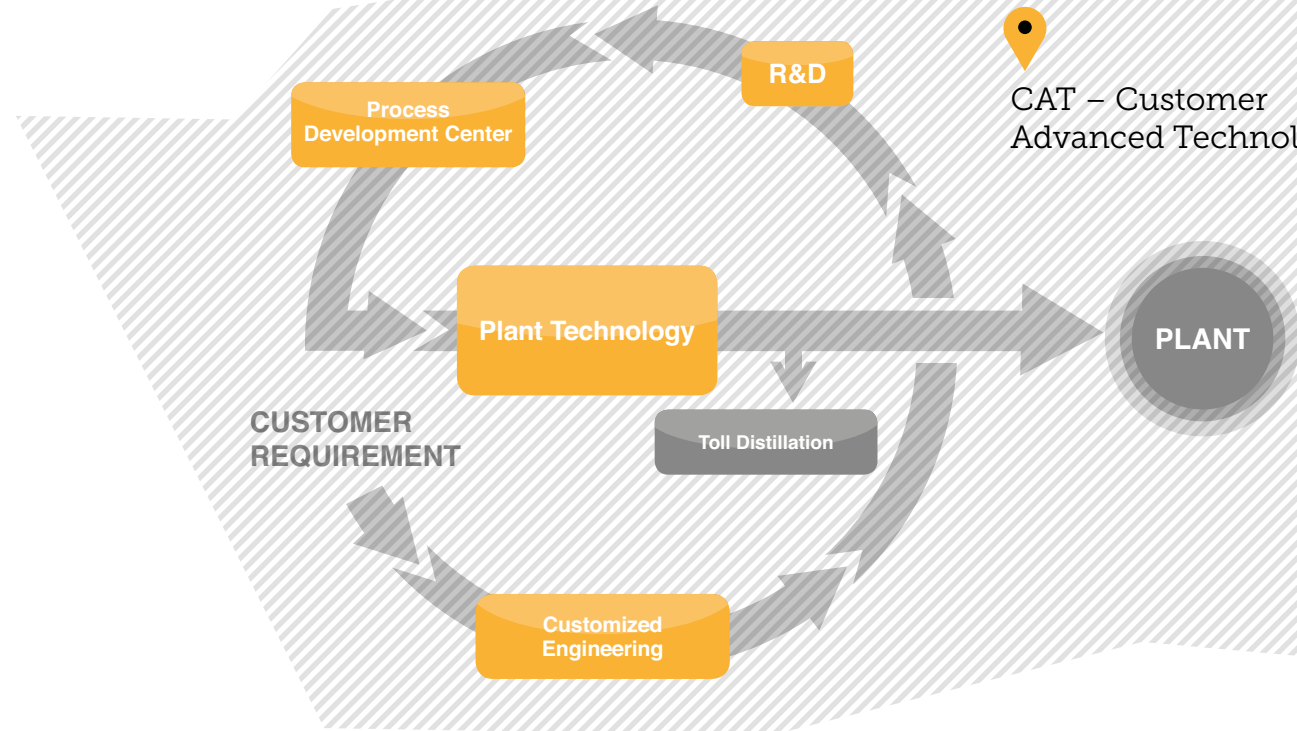 R&D
CAT – Customer
Process
Development Center
Advanced Technol
Plant Technology
PLANT
CUSTOMER
REQUIREMENT
Toll Distillation
Customized
Engineering